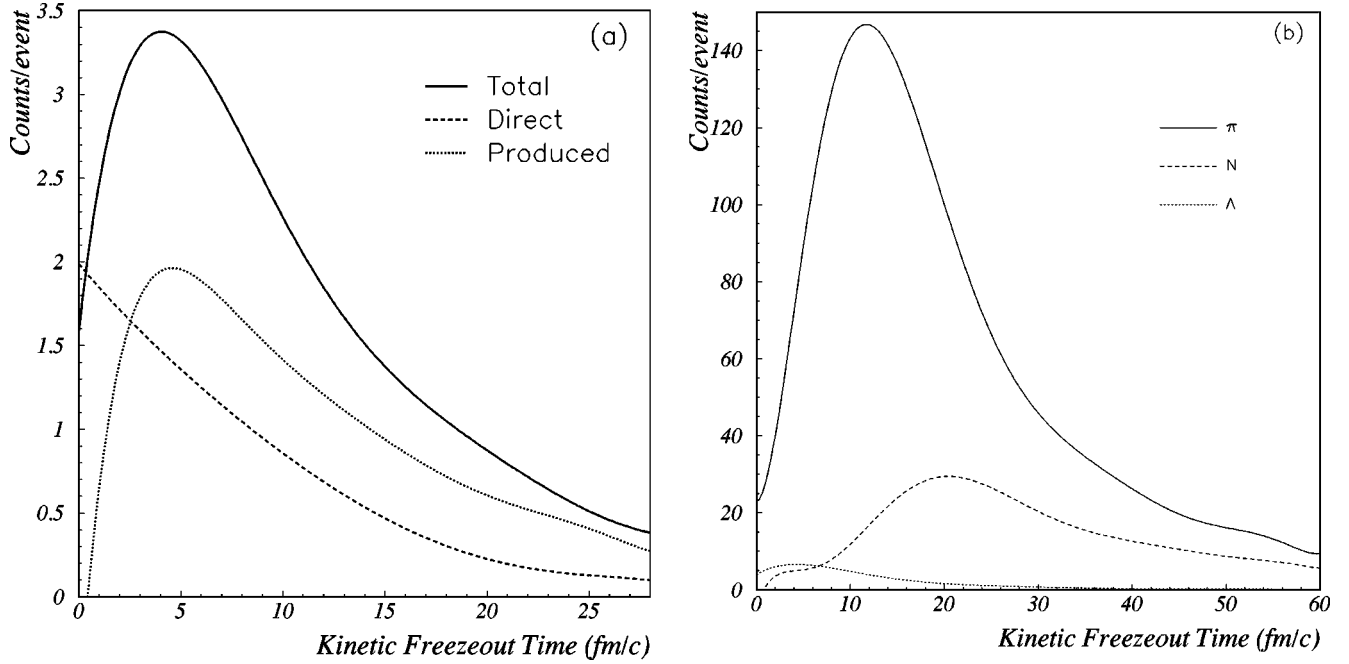 (a)
Counts/event
3.5
3
2.5
2
1.5
1
0.5
0
Total
Direct
Produced
0 5 10 15 20 25
Kinetic Freezeout Time (fm/c)
(b)
Counts/event
140
120
100
80
60
40
20
0
π
N
Λ
0 10 20 30 40 50 60
Kinetic Freezeout Time (fm/c)